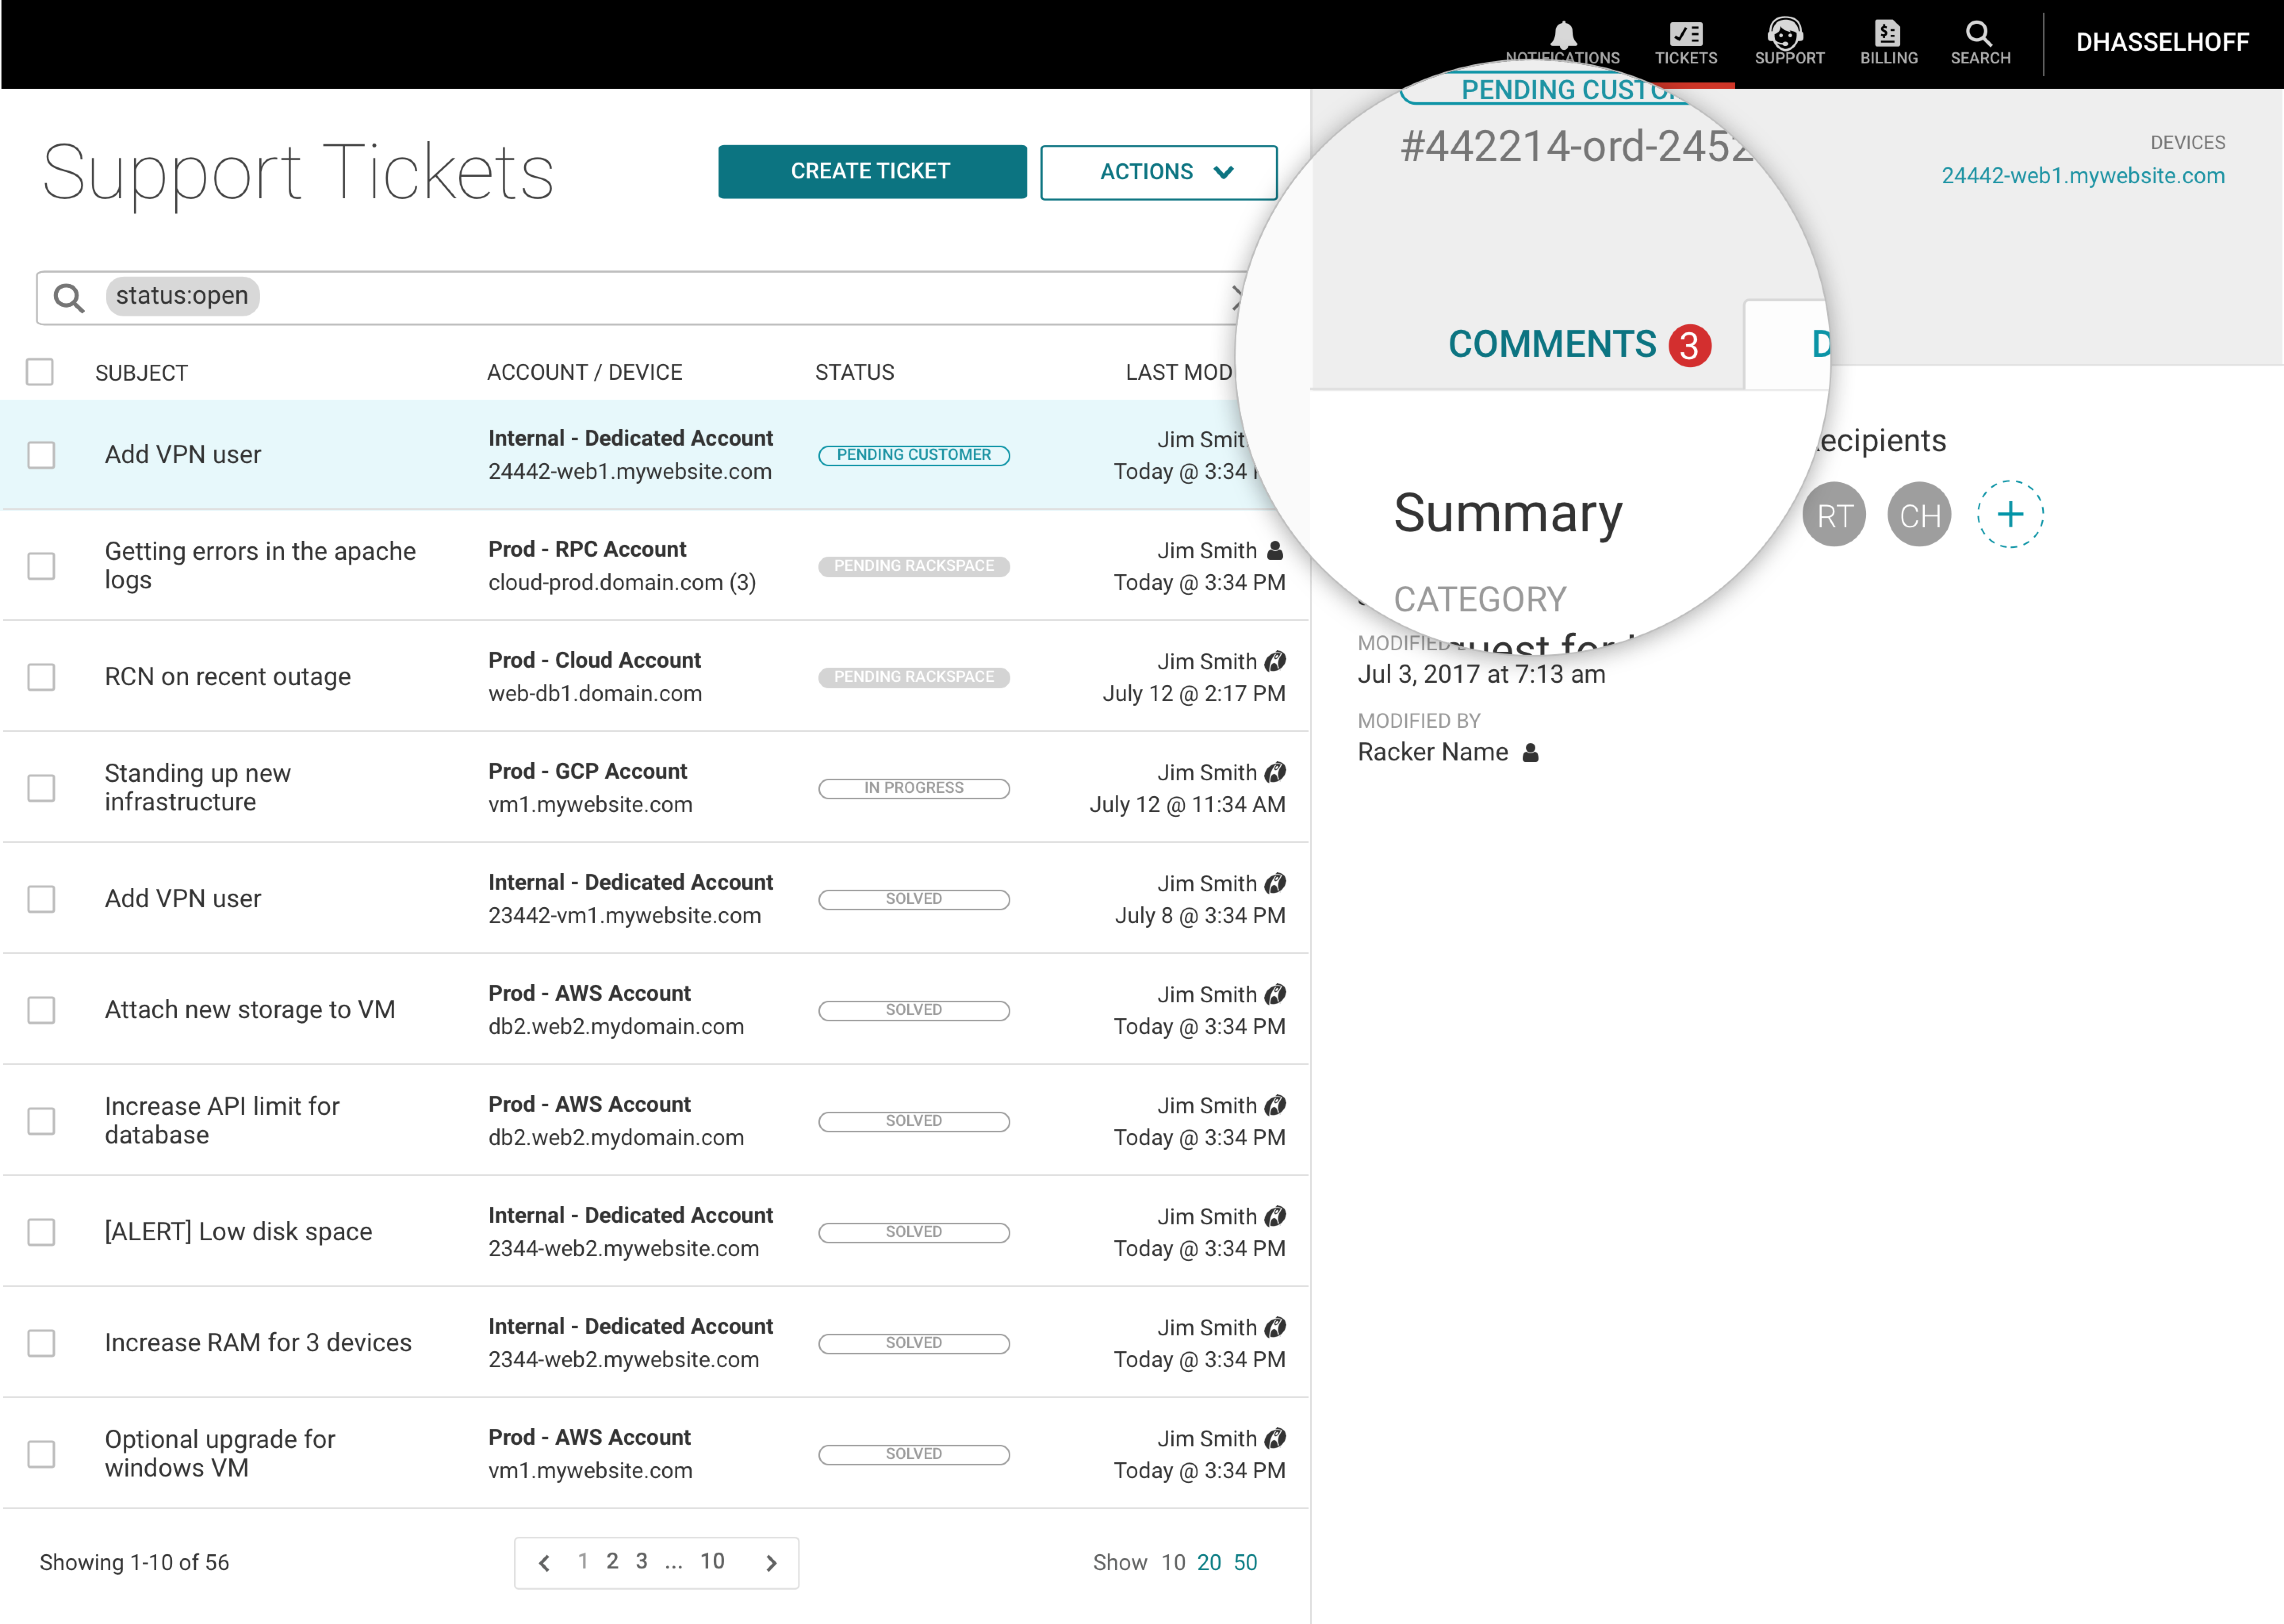 NOTIFICATIONS TICKETS SUPPORT BILLING SEARCH DHASSELHOFF
Support Tickets
CREATE TICKET
ACTIONS
status:open
SUBJECT ACCOUNT / DEVICE STATUS LAST MOD
Add VPN user
Internal - Dedicated Account
24442-web1.mywebsite.com
PENDING CUSTOMER
Jim Smit
Today @ 3:34
Getting errors in the apache
logs
Prod - RPC Account
cloud-prod.domain.com (3)
PENDING RACKSPACE
Jim Smith
Today @ 3:34 PM
RCN on recent outage
Prod - Cloud Account
web-db1.domain.com
PENDING RACKSPACE
Jim Smith
July 12 @ 2:17 PM
Standing up new
infrastructure
Prod - GCP Account
vm1.mywebsite.com
IN PROGRESS
Jim Smith
July 12 @ 11:34 AM
Add VPN user
Internal - Dedicated Account
23442-vm1.mywebsite.com
SOLVED
Jim Smith
July 8 @ 3:34 PM
Attach new storage to VM
Prod - AWS Account
db2.web2.mydomain.com
SOLVED
Jim Smith
Today @ 3:34 PM
Increase API limit for
database
Prod - AWS Account
db2.web2.mydomain.com
SOLVED
Jim Smith
Today @ 3:34 PM
[ALERT] Low disk space
Internal - Dedicated Account
2344-web2.mywebsite.com
SOLVED
Jim Smith
Today @ 3:34 PM
Increase RAM for 3 devices
Internal - Dedicated Account
2344-web2.mywebsite.com
SOLVED
Jim Smith
Today @ 3:34 PM
Optional upgrade for
windows VM
Prod - AWS Account
vm1.mywebsite.com
SOLVED
Jim Smith
Today @ 3:34 PM
Showing 1-10 of 56
1 2 3 ... 10
Show 10 20 50
PENDING CUSTO
#442214-ord-2452
DEVICES
24442-web1.mywebsite.com
COMMENTS 3
D
Summary
ecipients
RT CH +
CATEGORY
quest for
MODIFIED
Jul 3, 2017 at 7:13 am
MODIFIED BY
Racker Name